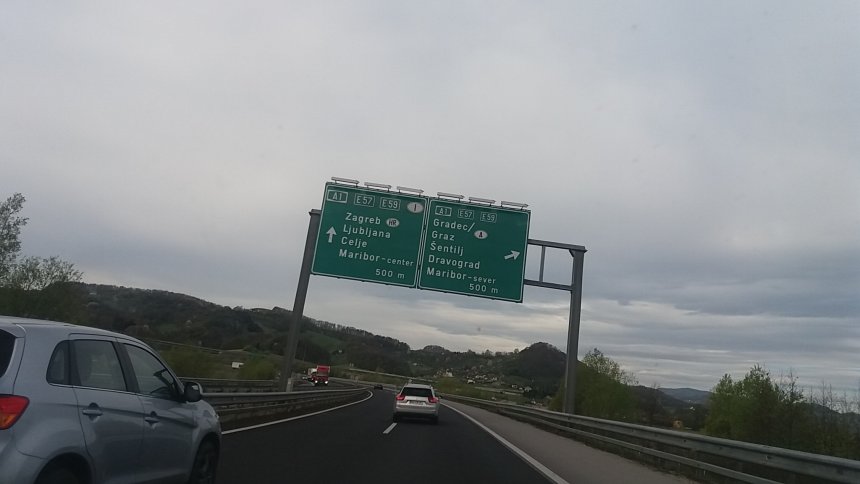 A1 E57 E59 I
Zagreb HR
Ljubljana
Celje
Maribor-center
500 m
A1 E57 E59
Gradec/
Graz A
Šentilj
Dravograd
Maribor-sever
500 m